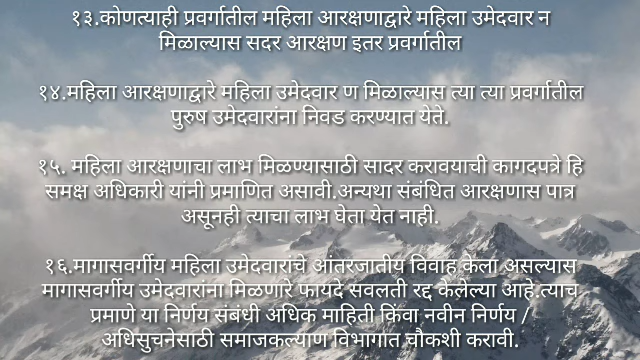 १३.कोणत्याही प्रवर्गातील महिला आरक्षणाद्वारे महिला उमेदवार न
मिळाल्यास सदर आरक्षण इतर प्रवर्गातील
१४.महिला आरक्षणाद्वारे महिला उमेदवार ण मिळाल्यास त्या त्या प्रवर्गातील
पुरुष उमेदवारांना निवड करण्यात येते.
१५. महिला आरक्षणाचा लाभ मिळण्यासाठी सादर करावयाची कागदपत्रे हि
समक्ष अधिकारी यांनी प्रमाणित असावी.अन्यथा संबंधित आरक्षणास पात्र
असूनही त्याचा लाभ घेता येत नाही.
१६.मागासवर्गीय महिला उमेदवारांचे आंतरजातीय विवाह केला असल्यास
मागासवर्गीय उमेदवारांना मिळणारे फायदे सवलती रद्द केलेल्या आहे.त्याच
प्रमाणे या निर्णय संबंधी अधिक माहिती किंवा नवीन निर्णय /
अधिसुचनेसाठी समाजकल्याण विभागात चौकशी करावी.